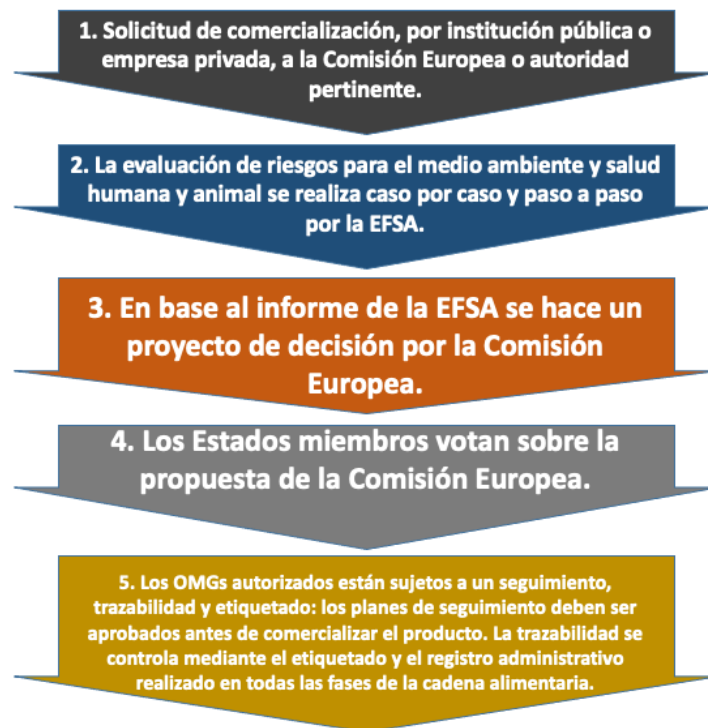 1. Solicitud de comercialización, por institución pública o
empresa privada, a la Comisión Europea o autoridad
pertinente.
2. La evaluación de riesgos para el medio ambiente y salud
humana y animal se realiza caso por caso y paso a paso
por la EFSA.
3. En base al informe de la EFSA se hace un
proyecto de decisión por la Comisión
Europea.
4. Los Estados miembros votan sobre la
propuesta de la Comisión Europea.
5. Los OMGs autorizados están sujetos a un seguimiento,
trazabilidad y etiquetado: los planes de seguimiento deben ser
aprobados antes de comercializar el producto. La trazabilidad se
controla mediante el etiquetado y el registro administrativo
realizado en todas las fases de la cadena alimentaria.